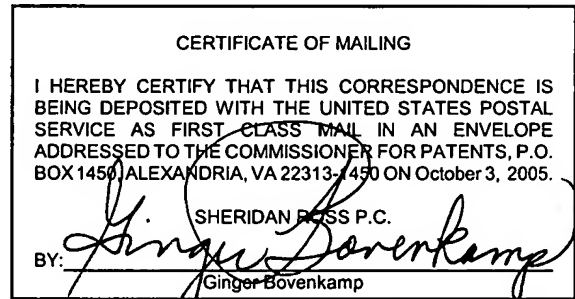 CERTIFICATE OF MAILING
I HEREBY CERTIFY THAT THIS CORRESPONDENCE IS
BEING DEPOSITED WITH THE UNITED STATES POSTAL
SERVICE AS FIRST CLASS MAIL IN AN ENVELOPE
ADDRESSED TO THE COMMISSIONER FOR PATENTS, P.O.
BOX 1450, ALEXANDRIA, VA 22313-1450 ON October 3, 2005.
SHERIDAN ROSS P.C.
BY: Ginger Bovenkamp
Ginger Bovenkamp